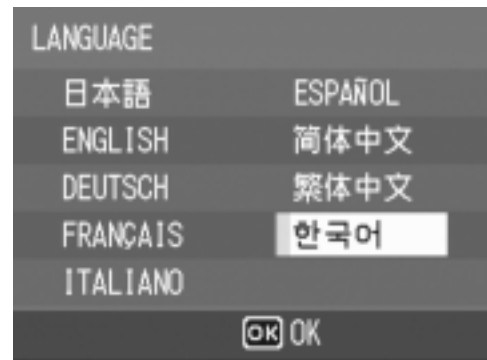 LANGUAGE
日本語 ESPAÑOL
ENGLISH 简体中文
DEUTSCH 繁体中文
FRANÇAIS 한국어
ITALIANO
OK OK